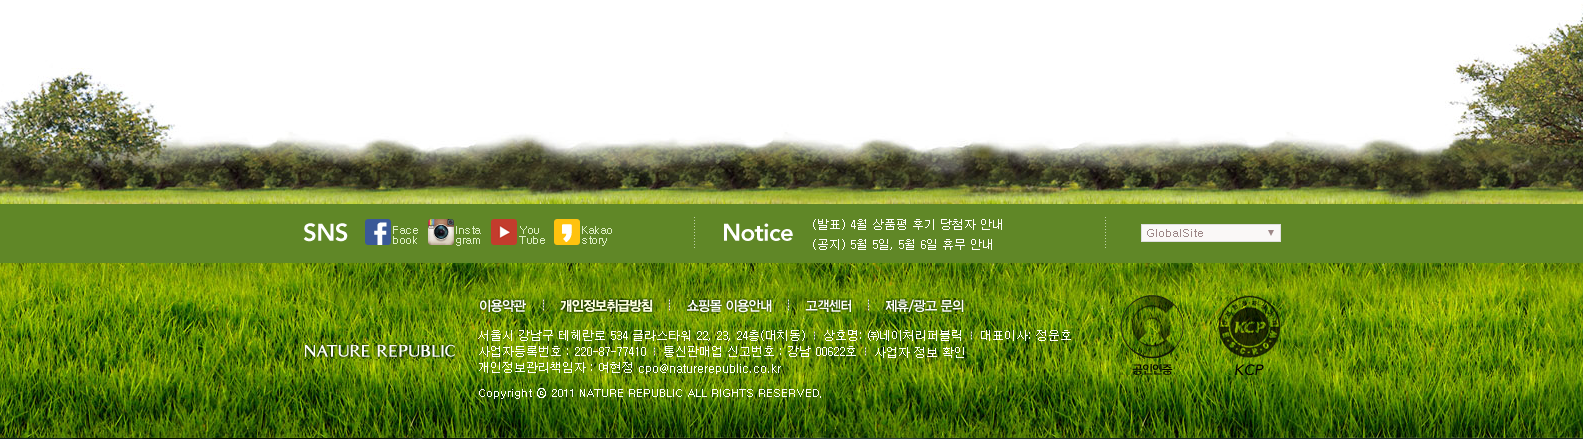 SNS
Face
book
Insta
gram
You
Tube
Kakao
story
Notice
(발표) 4월 상품평 후기 당첨자 안내
(공지) 5월 5일, 5월 6일 휴무 안내
GlobalSite
이용약관 개인정보취급방침 쇼핑몰 이용안내 고객센터 제휴/광고 문의
NATURE REPUBLIC
서울시 강남구 테헤란로 534 글라스타워 22, 23, 24층(대치동) | 상호명: ㈜네이처리퍼블릭 | 대표이사: 정운호
사업자등록번호 : 220-87-77410 | 통신판매업 신고번호 : 강남 00622호 | 사업자 정보 확인
개인정보관리책임자 : 여현정 cpo@naturerepublic.co.kr
Copyright ⓒ 2011 NATURE REPUBLIC ALL RIGHTS RESERVED.
공인인증
KCP
KCP